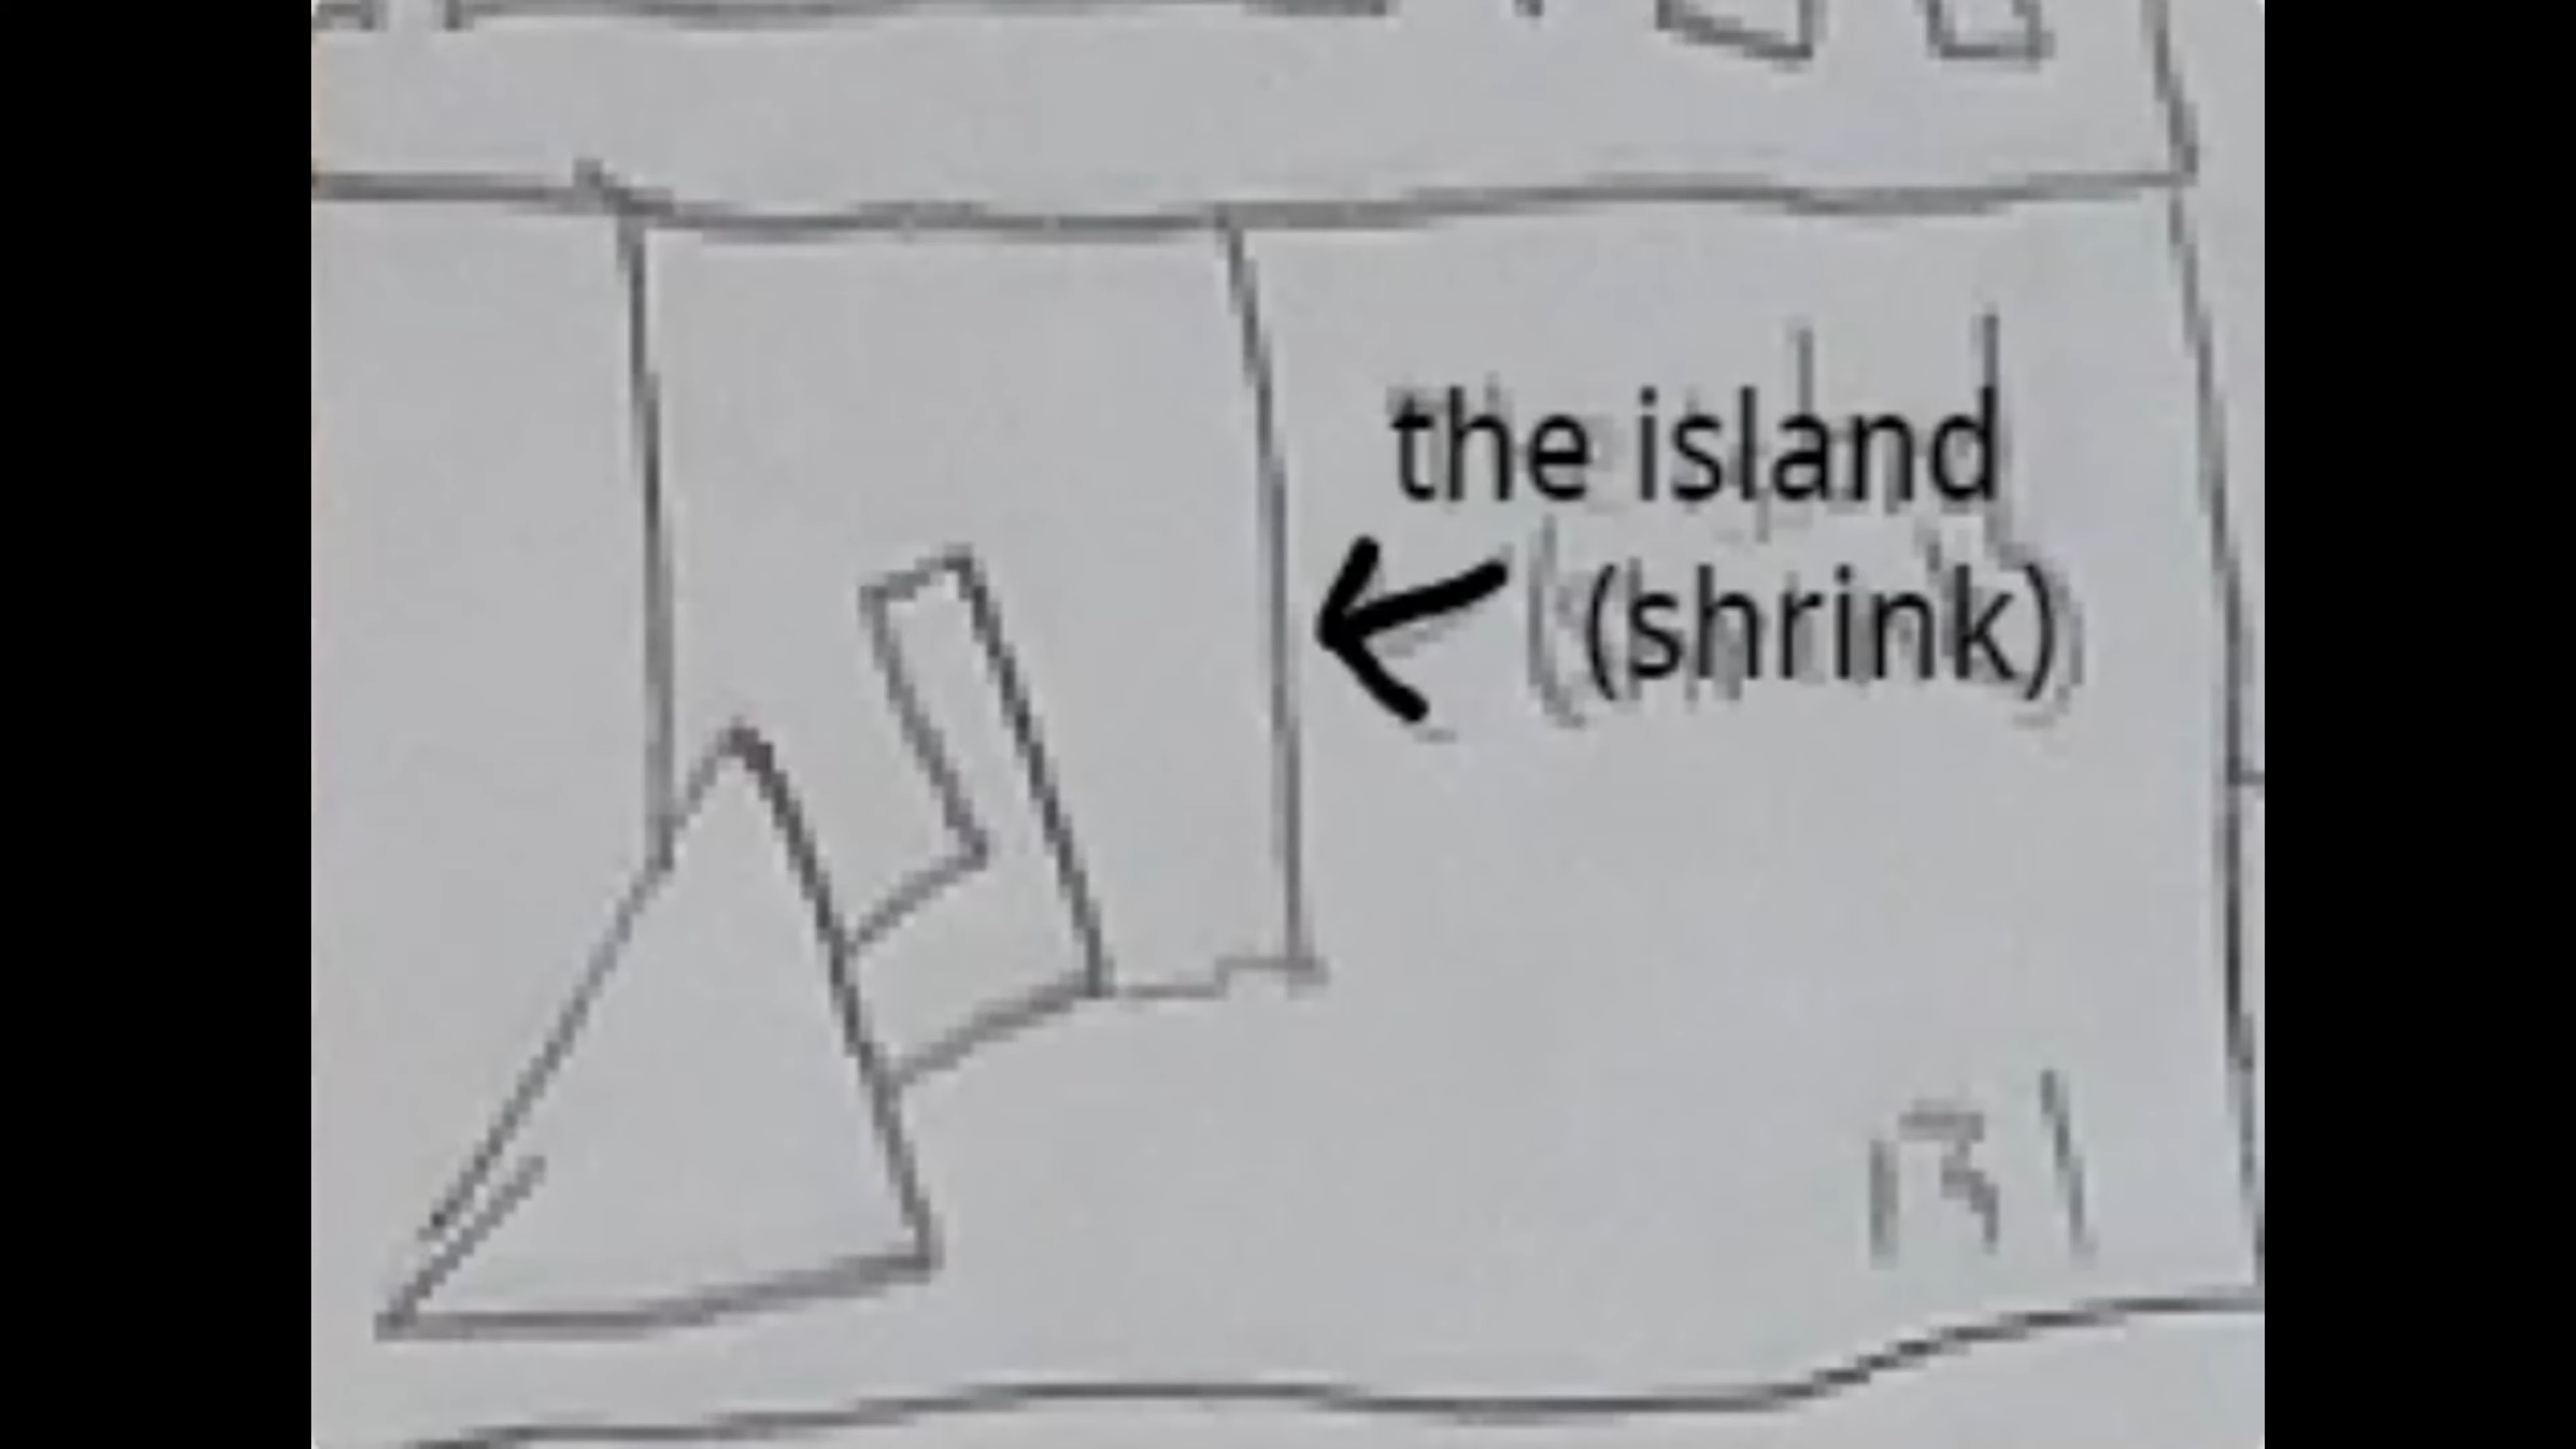 the island
(shrink)